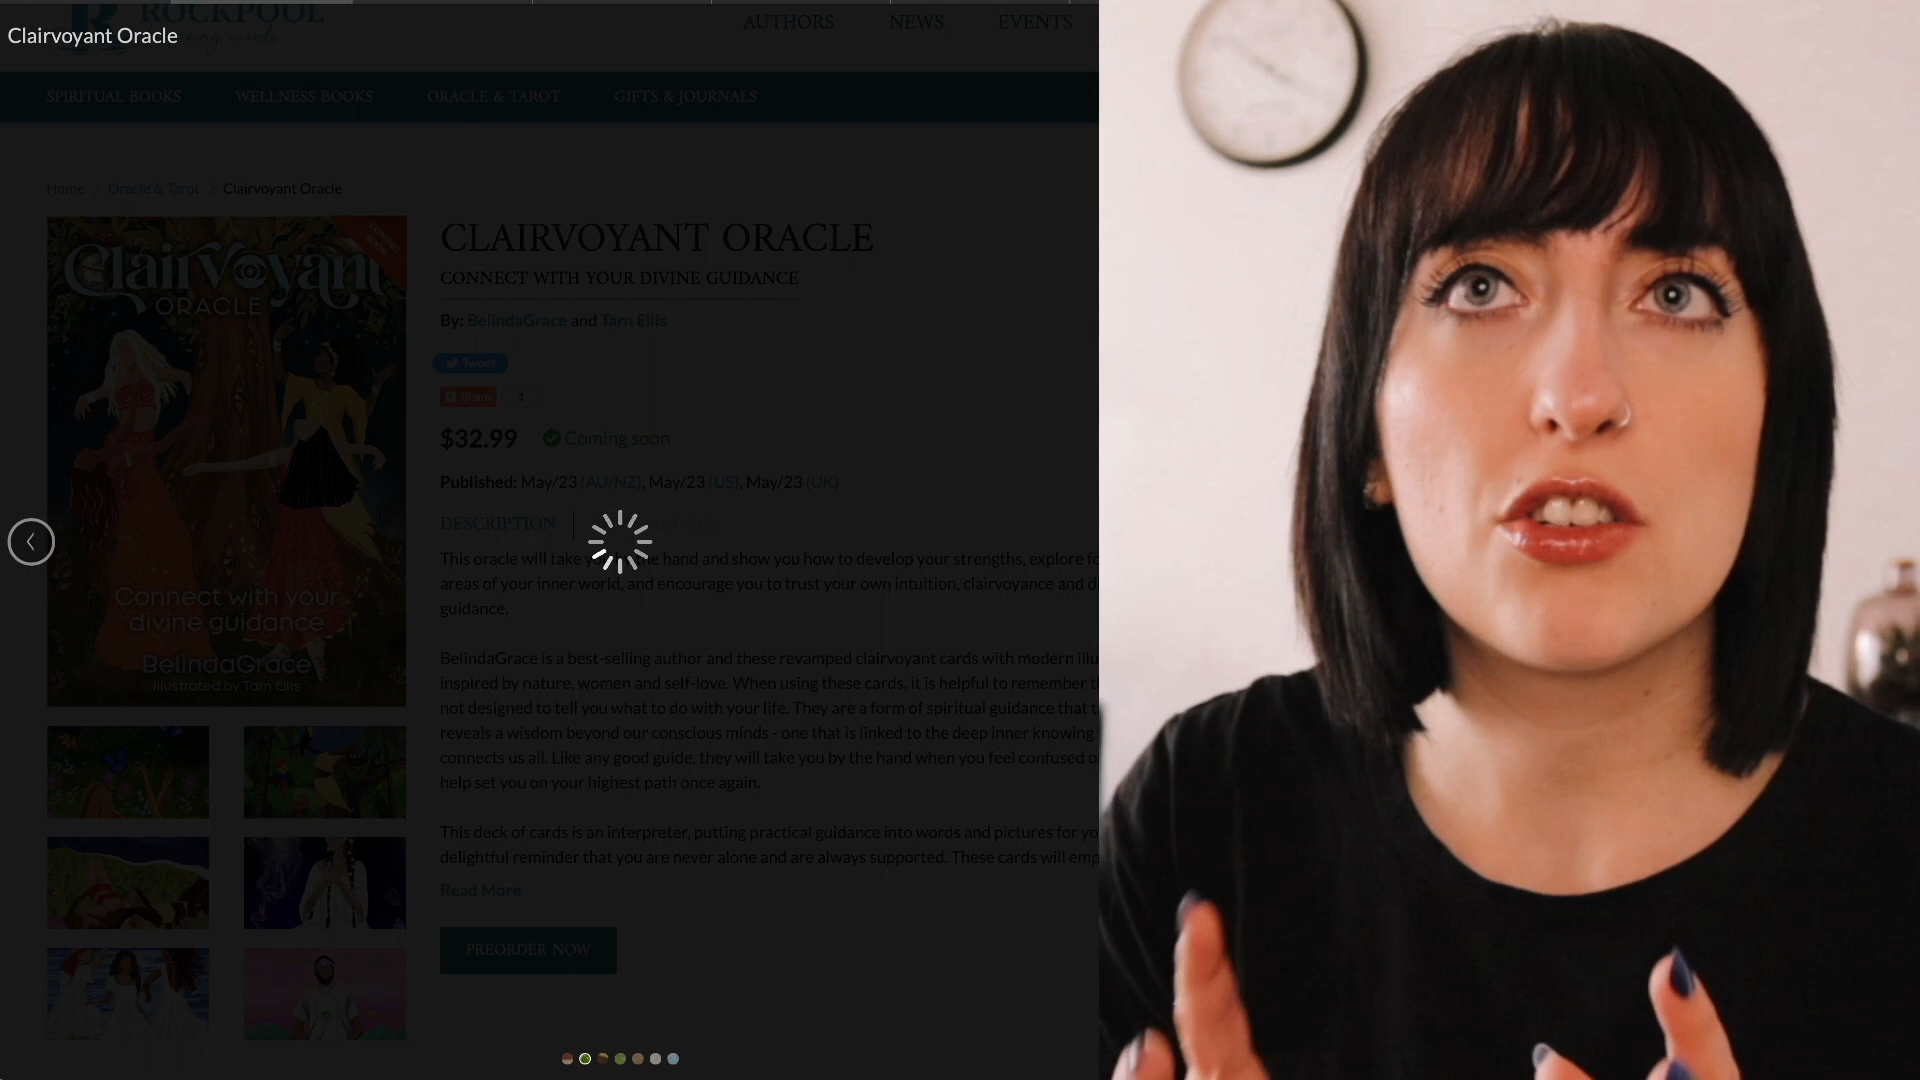 ROCKPOOL
AUTHORS
NEWS
EVENTS
Clairvoyant Oracle
SPIRITUAL BOOKS
WELLNESS BOOKS
ORACLE & TAROT
GIFTS & JOURNALS
Home > Oracle & Tarot > Clairvoyant Oracle
COMING SOON
Clairvoyant
ORACLE
Connect with your
divine guidance
BelindaGrace
Illustrated by Tarn Ellis
CLAIRVOYANT ORACLE
CONNECT WITH YOUR DIVINE GUIDANCE
By: BelindaGrace and Tarn Ellis
Tweet
Share 1
$32.99 Coming soon
Published: May/23 (AU/NZ), May/23 (US), May/23 (UK)
DESCRIPTION
This oracle will take the hand and show you how to develop your strengths, explore
areas of your inner world, and encourage you to trust your own intuition, clairvoyance and
guidance.
BelindaGrace is a best-selling author and these revamped clairvoyant cards with modern
inspired by nature, women and self-love. When using these cards, it is helpful to remember
not designed to tell you what to do with your life. They are a form of spiritual guidance that
reveals a wisdom beyond our conscious minds - one that is linked to the deep inner knowing
connects us all. Like any good guide, they will take you by the hand when you feel confused
help set you on your highest path once again.
This deck of cards is an interpreter, putting practical guidance into words and pictures for
delightful reminder that you are never alone and are always supported. These cards will
Read More
PREORDER NOW